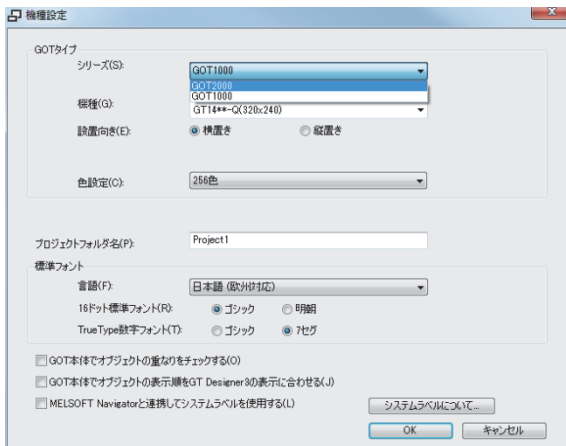 機種設定
GOTタイプ
シリーズ(S): GOT1000
GOT2000
GOT1000
機種(G): GT14**-Q(320x240)
設置向き(E): 横置き 縦置き
色設定(C): 256色
プロジェクトフォルダ名(P): Project1
標準フォント
言語(F): 日本語 (欧州対応)
16ドット標準フォント(R): ゴシック 明朝
TrueType数字フォント(T): ゴシック 7セグ
GOT本体でオブジェクトの重なりをチェックする(O)
GOT本体でオブジェクトの表示順をGT Designer3の表示に合わせる(J)
MELSOFT Navigatorと連携してシステムラベルを使用する(L) システムラベルについて...
OK キャンセル